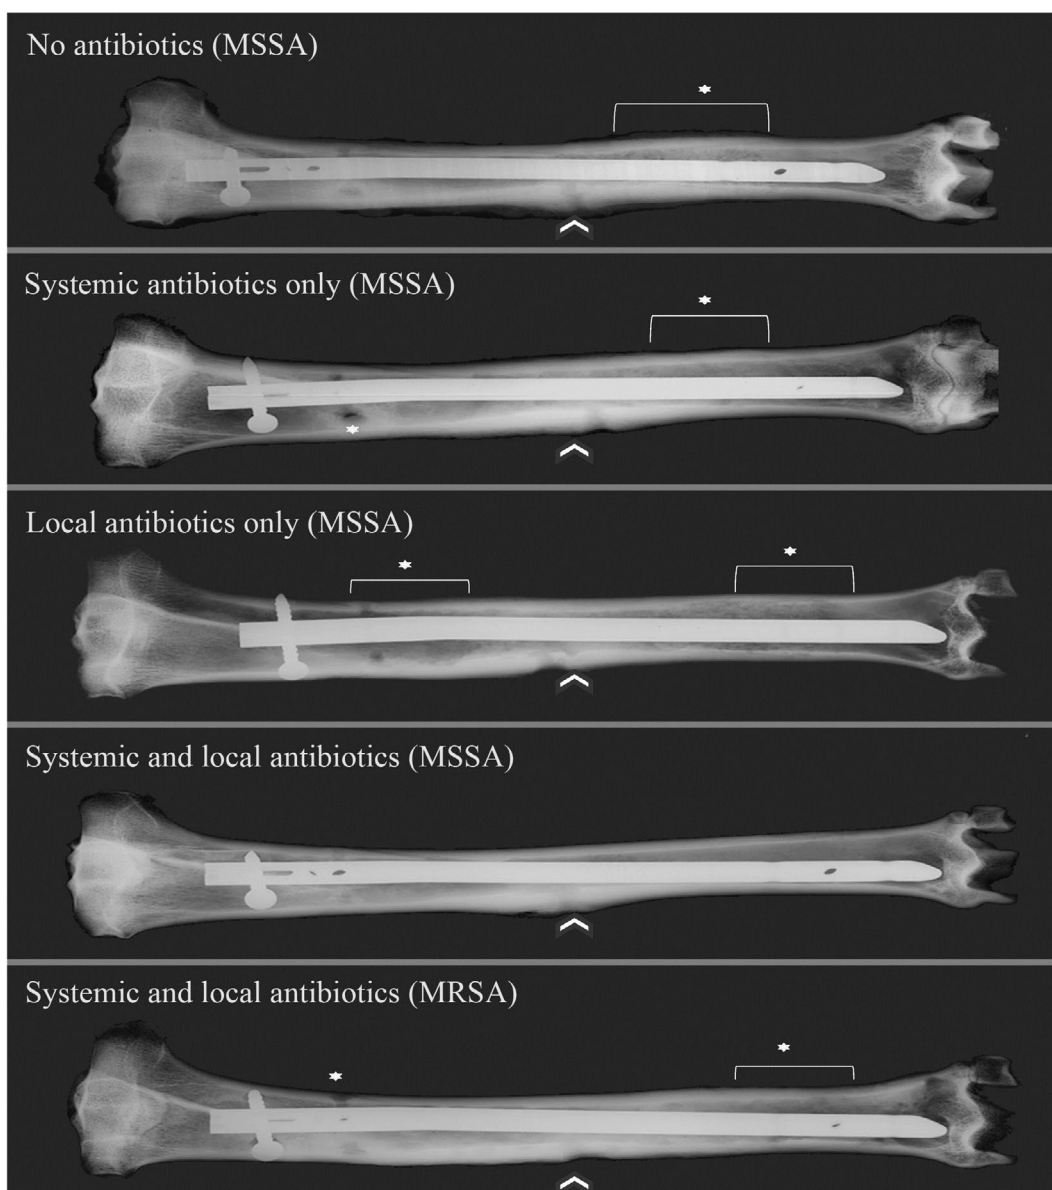 No antibiotics (MSSA)
Systemic antibiotics only (MSSA)
Local antibiotics only (MSSA)
Systemic and local antibiotics (MSSA)
Systemic and local antibiotics (MRSA)